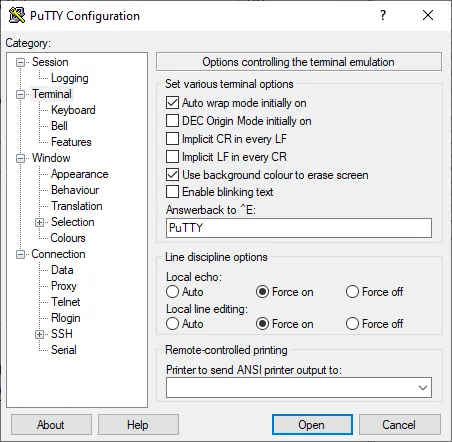 PuTTY Configuration
Category:
Session
Logging
Terminal
Keyboard
Bell
Features
Window
Appearance
Behaviour
Translation
Selection
Colours
Connection
Data
Proxy
Telnet
Rlogin
SSH
Serial
Options controlling the terminal emulation
Set various terminal options
Auto wrap mode initially on
DEC Origin Mode initially on
Implicit CR in every LF
Implicit LF in every CR
Use background colour to erase screen
Enable blinking text
Answerback to ^E:
PuTTY
Line discipline options
Local echo:
Auto Force on Force off
Local line editing:
Auto Force on Force off
Remote-controlled printing
Printer to send ANSI printer output to:
About Help Open Cancel